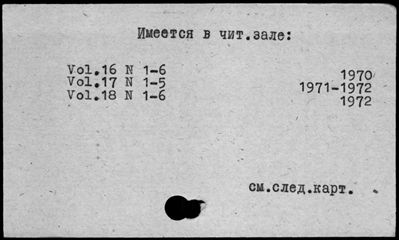 Имеется в чит.зале:
Vol.16 N 1-6 1970
Vol.17 N 1-5 1971-1972
Vol.18 N 1-6 1972
см.след.карт.